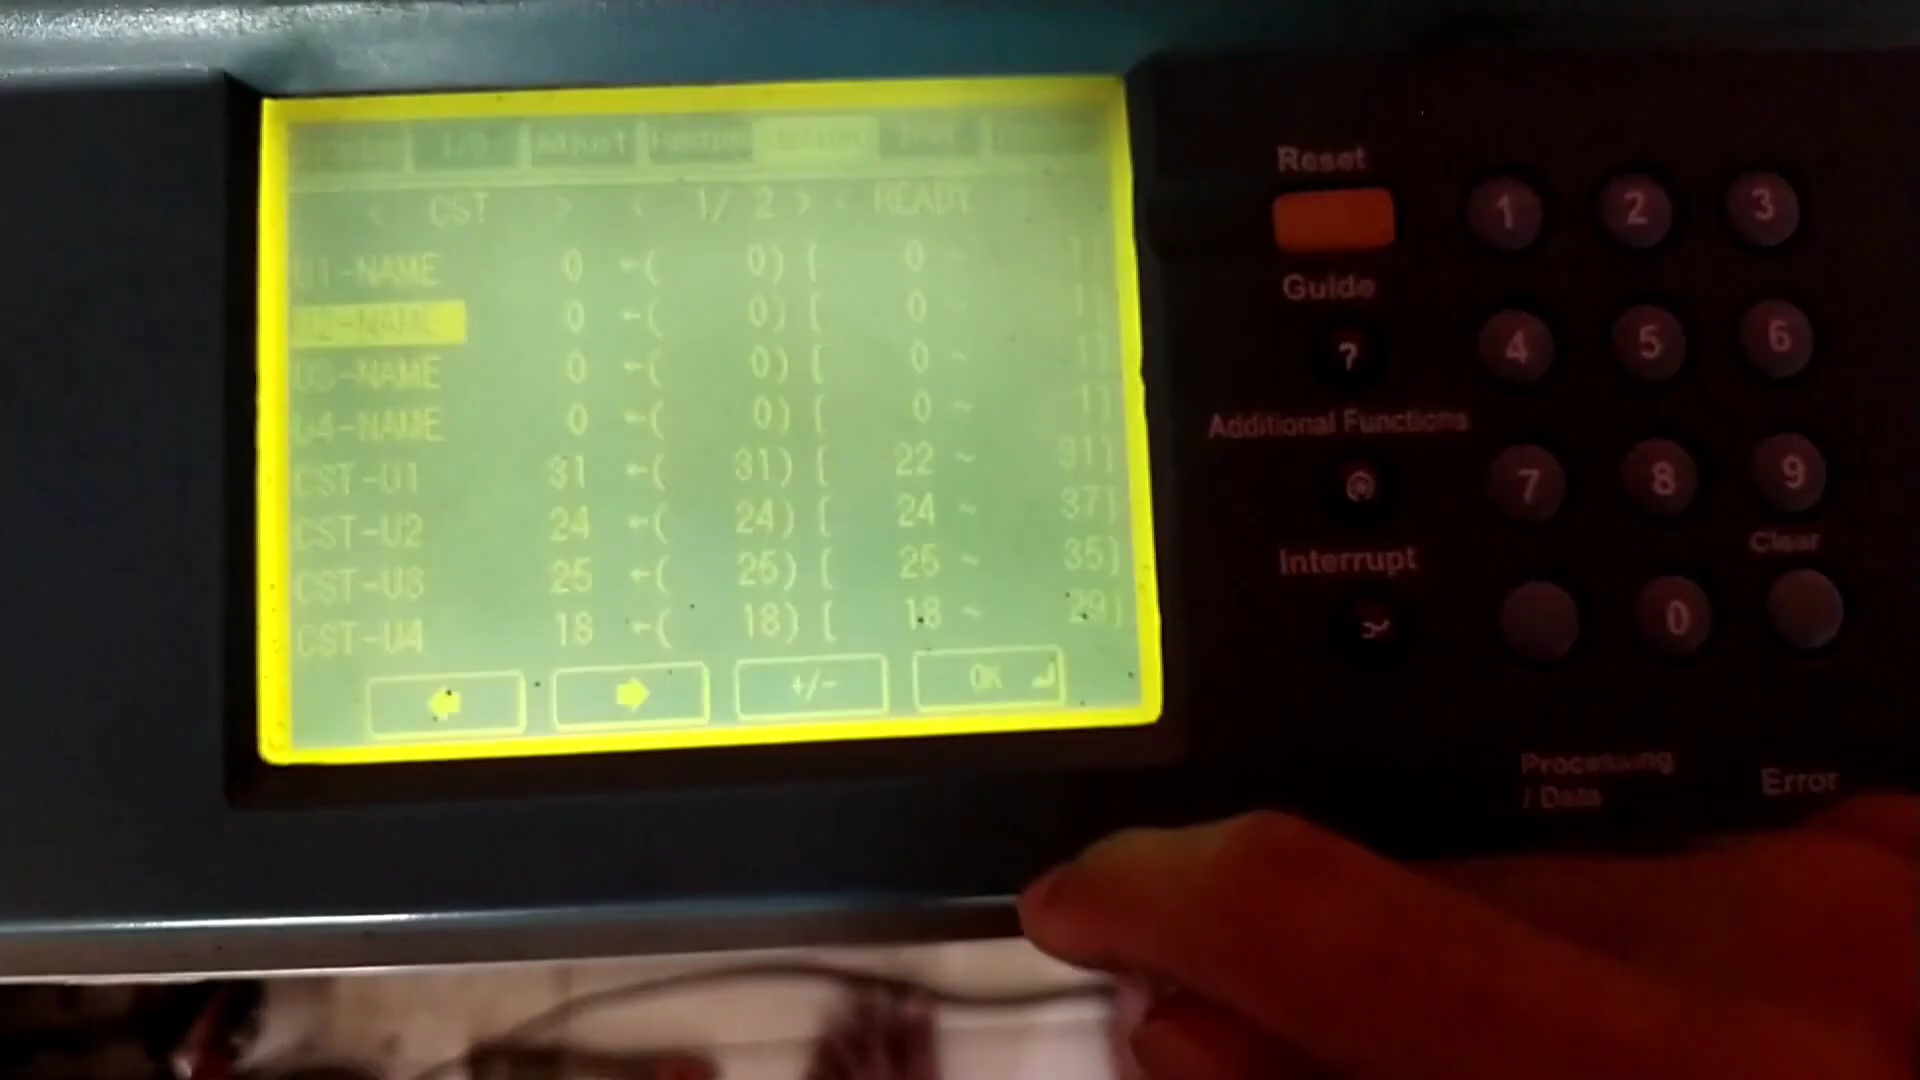 I/O Adjust Function
< CST > < 1/ 2 > < READY
U1-NAME 0 ←( 0) [ 0 ~ 1]
U2-NAME 0 ←( 0) [ 0 ~ 1]
U3-NAME 0 ←( 0) [ 0 ~ 1]
U4-NAME 0 ←( 0) [ 0 ~ 1]
CST-U1 31 ←( 31) [ 22 ~ 31]
CST-U2 24 ←( 24) [ 24 ~ 37]
CST-U3 25 ←( 25) [ 25 ~ 35]
CST-U4 18 ←( 18) [ 18 ~ 29]
+/- OK
Reset
Guide
?
Additional Functions
Interrupt
1 2 3
4 5 6
7 8 9
Clear
0
Processing
/ Data
Error